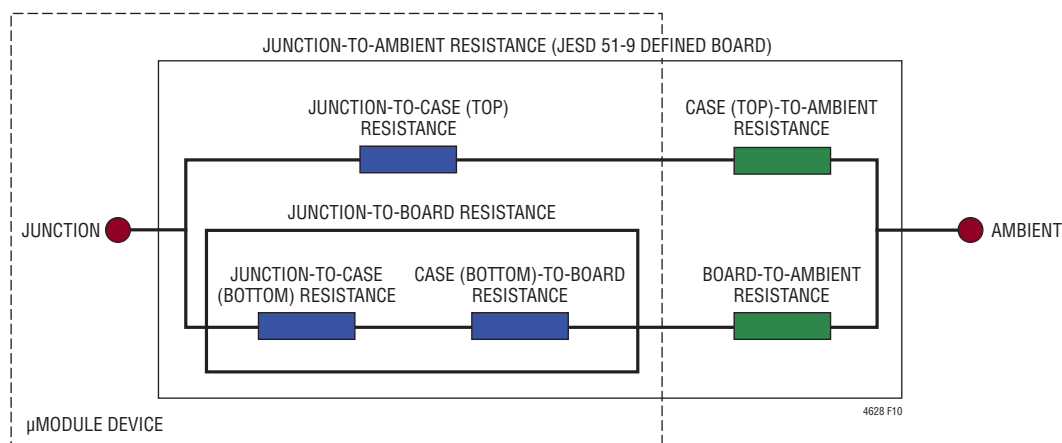 JUNCTION-TO-AMBIENT RESISTANCE (JESD 51-9 DEFINED BOARD)
JUNCTION-TO-CASE (TOP)
RESISTANCE
CASE (TOP)-TO-AMBIENT
RESISTANCE
JUNCTION-TO-BOARD RESISTANCE
JUNCTION
AMBIENT
JUNCTION-TO-CASE
(BOTTOM) RESISTANCE
CASE (BOTTOM)-TO-BOARD
RESISTANCE
BOARD-TO-AMBIENT
RESISTANCE
4628 F10
µMODULE DEVICE